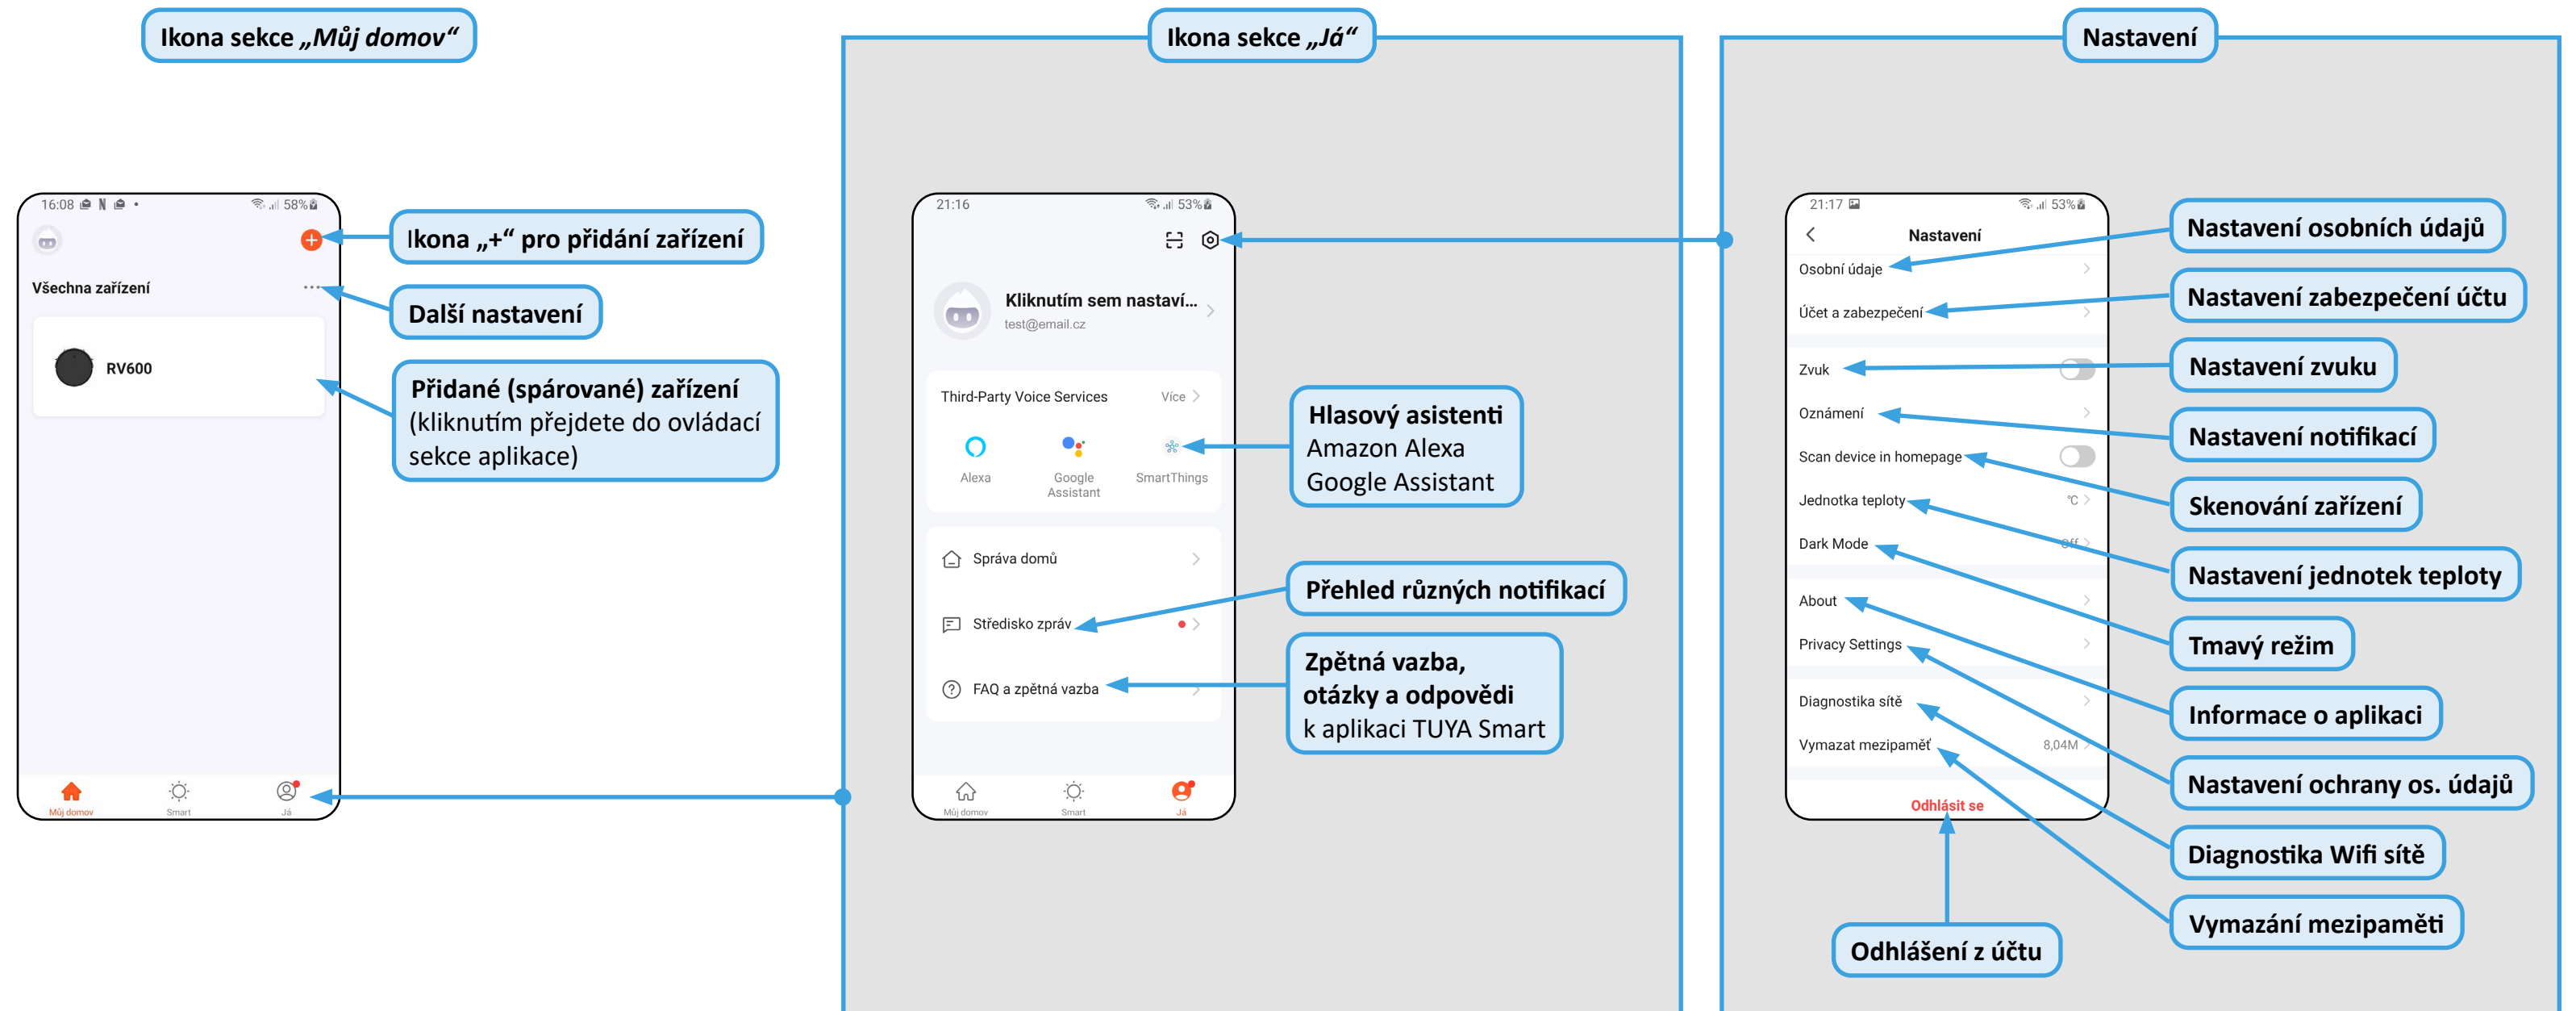 Ikona sekce „Můj domov“
16:08
58%
Ikona „+“ pro přidání zařízení
Všechna zařízení
Další nastavení
RV600
Přidané (spárované) zařízení
(kliknutím přejdete do ovládací
sekce aplikace)
Můj domov
Smart
Já
Ikona sekce „Já“
21:16
53%
Kliknutím sem nastaví...
test@email.cz
Third-Party Voice Services
Více
Alexa
Google
Assistant
SmartThings
Hlasový asistenti
Amazon Alexa
Google Assistant
Správa domů
Přehled různých notifikací
Středisko zpráv
Zpětná vazba,
otázky a odpovědi
k aplikaci TUYA Smart
FAQ a zpětná vazba
Můj domov
Smart
Já
Nastavení
21:17
53%
Nastavení
Osobní údaje
Účet a zabezpečení
Zvuk
Oznámení
Scan device in homepage
Jednotka teploty
°C
Dark Mode
Off
About
Privacy Settings
Diagnostika sítě
Vymazat mezipaměť
8,04M
Odhlásit se
Nastavení osobních údajů
Nastavení zabezpečení účtu
Nastavení zvuku
Nastavení notifikací
Skenování zařízení
Nastavení jednotek teploty
Tmavý režim
Informace o aplikaci
Nastavení ochrany os. údajů
Diagnostika Wifi sítě
Vymazání mezipaměti
Odhlášení z účtu